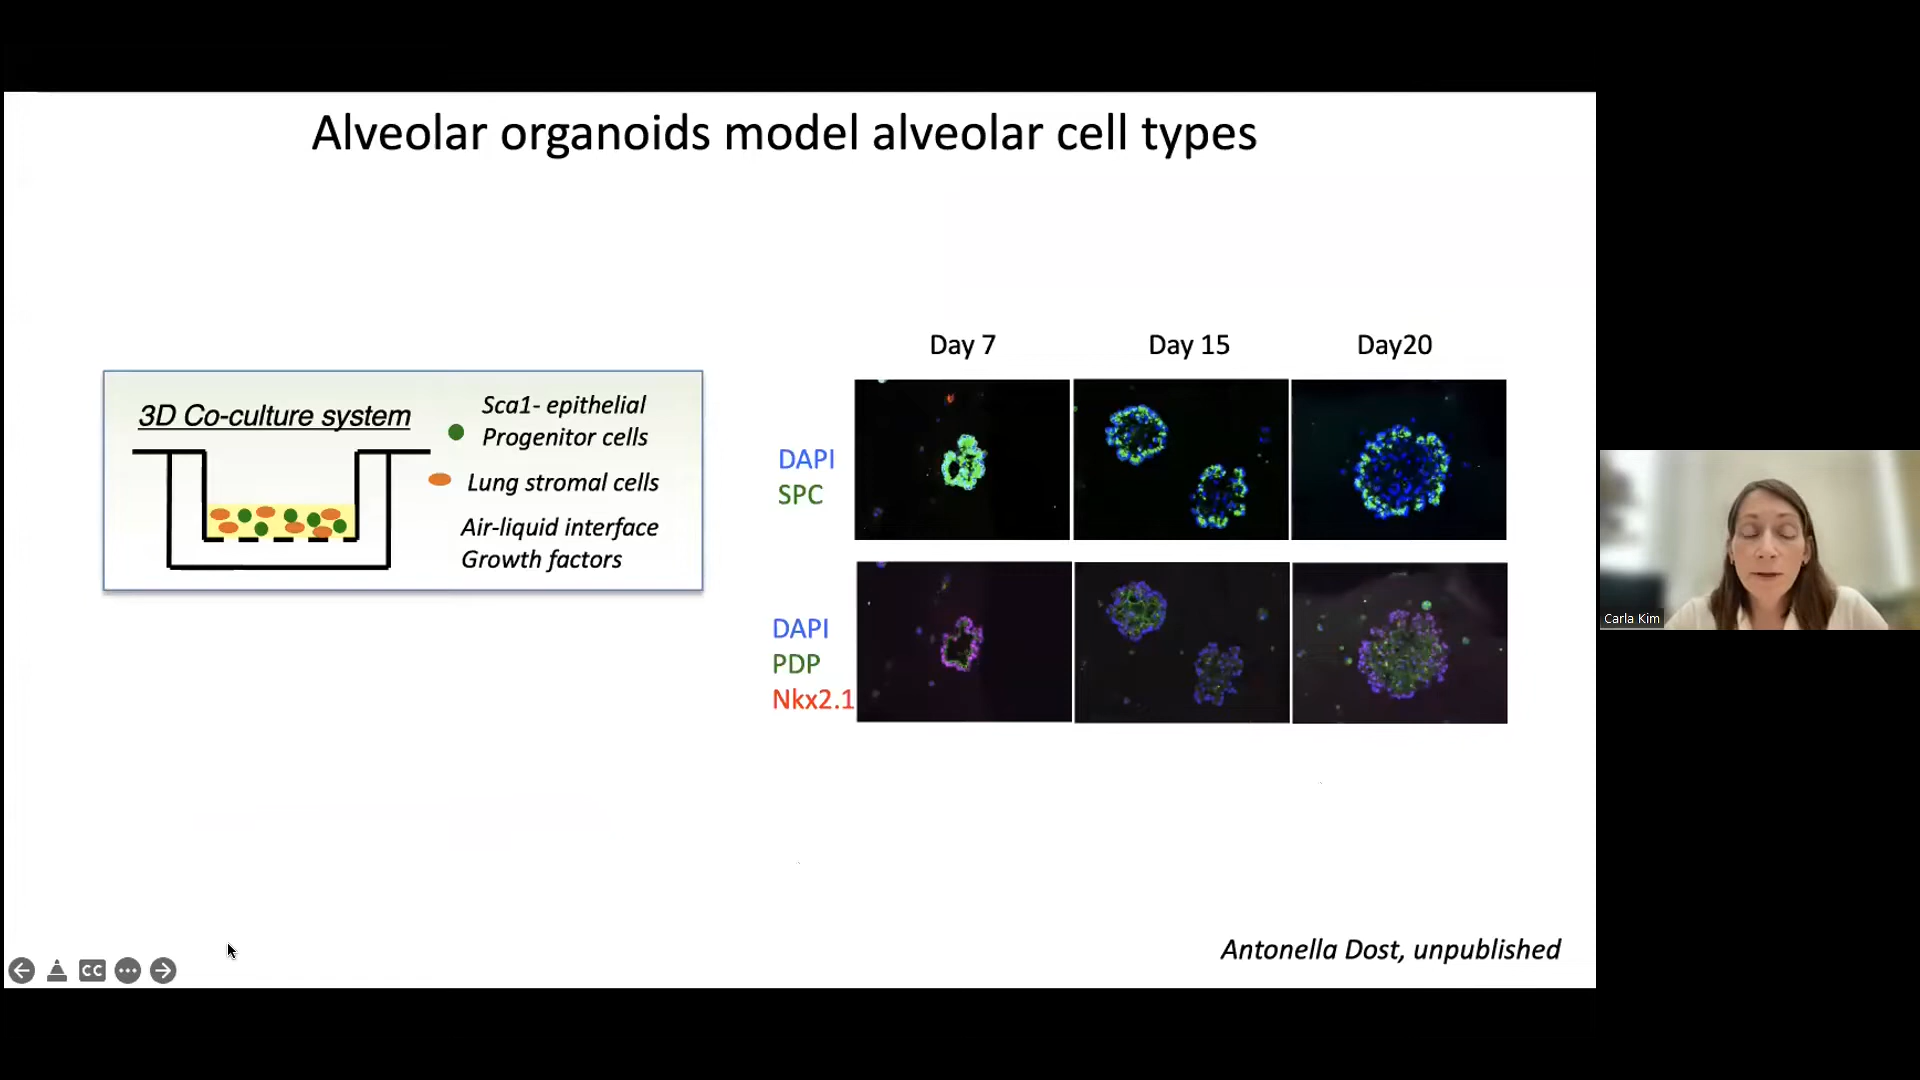 Alveolar organoids model alveolar cell types
3D Co-culture system
Sca1- epithelial
Progenitor cells
Lung stromal cells
Air-liquid interface
Growth factors
Day 7
Day 15
Day20
DAPI
SPC
DAPI
PDP
Nkx2.1
Antonella Dost, unpublished
CC
Carla Kim